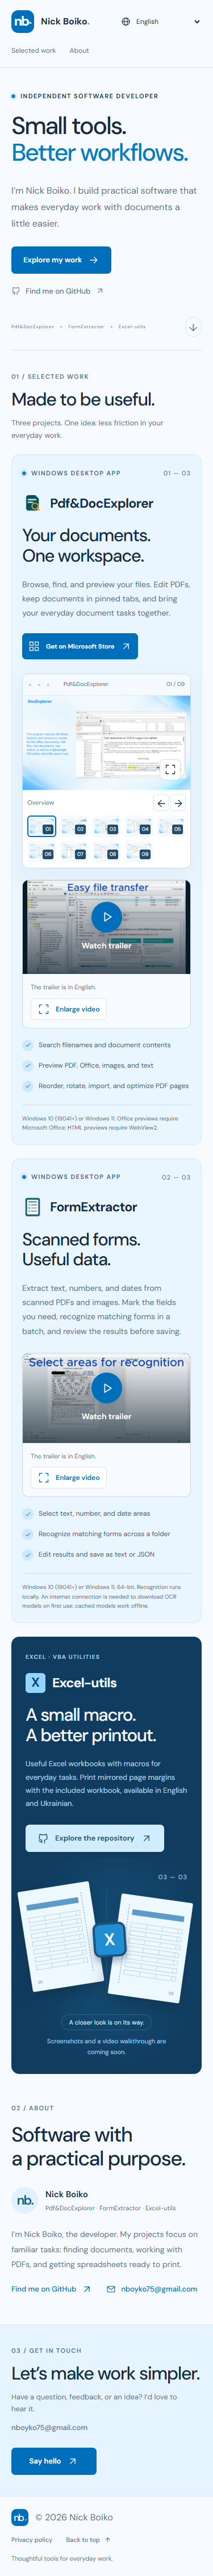 nb.
Nick Boiko.
English
Selected work
About
INDEPENDENT SOFTWARE DEVELOPER
Small tools.
Better workflows.
I'm Nick Boiko. I build practical software that
makes everyday work with documents a
little easier.
Explore my work
Find me on GitHub
Pdf&DocExplorer • FormExtractor • Excel-utils
01 / SELECTED WORK
Made to be useful.
Three projects. One idea: less friction in your
everyday work.
WINDOWS DESKTOP APP
01 — 03
Pdf&DocExplorer
Your documents.
One workspace.
Browse, find, and preview your files. Edit PDFs,
keep documents in pinned tabs, and bring
your everyday document tasks together.
Get on Microsoft Store
Pdf&DocExplorer
01 / 09
DocExplorer
Overview
01
02
03
04
05
06
07
08
09
Easy file transfer
Watch trailer
The trailer is in English.
Enlarge video
Search filenames and document contents
Preview PDF, Office, images, and text
Reorder, rotate, import, and optimize PDF pages
Windows 10 (19041+) or Windows 11. Office previews require
Microsoft Office; HTML previews require WebView2.
WINDOWS DESKTOP APP
02 — 03
FormExtractor
Scanned forms.
Useful data.
Extract text, numbers, and dates from
scanned PDFs and images. Mark the fields
you need, recognize matching forms in a
batch, and review the results before saving.
Select areas for recognition
Watch trailer
The trailer is in English.
Enlarge video
Select text, number, and date areas
Recognize matching forms across a folder
Edit results and save as text or JSON
Windows 10 (19041+) or Windows 11, 64-bit. Recognition runs
locally. An internet connection is needed to download OCR
models on first use; cached models work offline.
EXCEL · VBA UTILITIES
X
Excel-utils
A small macro.
A better printout.
Useful Excel workbooks with macros for
everyday tasks. Print mirrored page margins
with the included workbook, available in English
and Ukrainian.
Explore the repository
03 — 03
X
A closer look is on its way.
Screenshots and a video walkthrough are
coming soon.
02 / ABOUT
Software with
a practical purpose.
nb.
Nick Boiko
Pdf&DocExplorer · FormExtractor · Excel-utils
I'm Nick Boiko, the developer. My projects focus on
familiar tasks: finding documents, working with
PDFs, and getting spreadsheets ready to print.
Find me on GitHub
nboyko75@gmail.com
03 / GET IN TOUCH
Let's make work simpler.
Have a question, feedback, or an idea? I'd love to
hear it.
nboyko75@gmail.com
Say hello
nb.
© 2026 Nick Boiko
Privacy policy
Back to top
Thoughtful tools for everyday work.